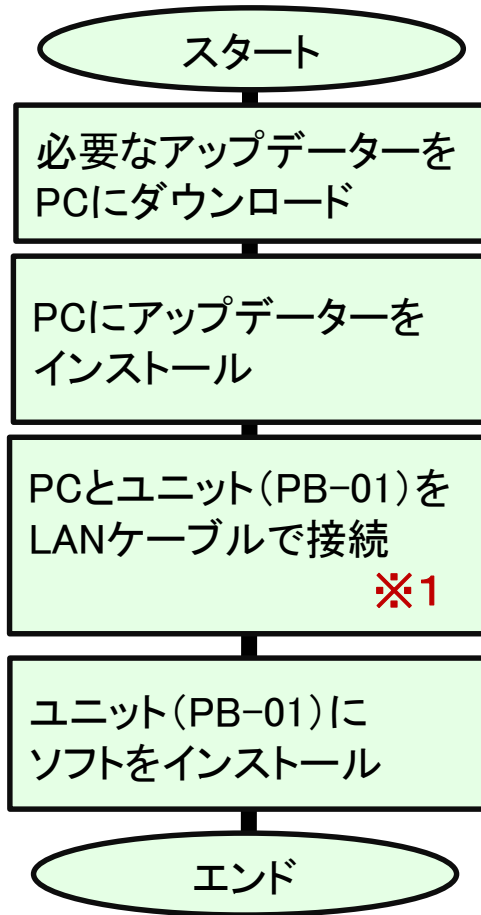 スタート
必要なアップデーターを
PCにダウンロード
PCにアップデーターを
インストール
PCとユニット（PB-01）を
LANケーブルで接続
※1
ユニット（PB-01）に
ソフトをインストール
エンド